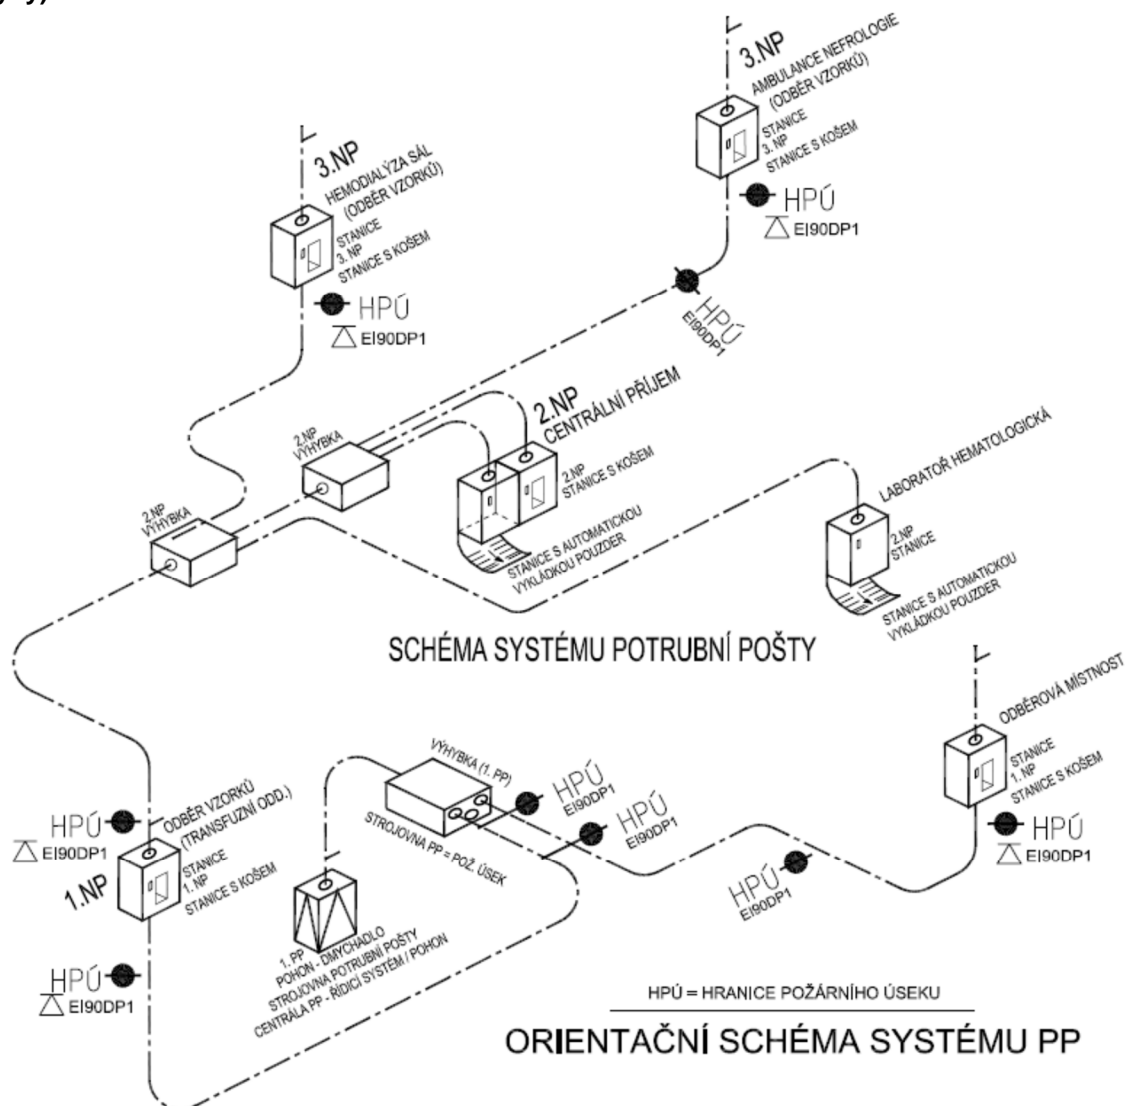 3.NP
AMBULANCE NEFROLOGIE
(ODBĚR VZORKŮ)
STANICE
3. NP
STANICE S KOŠEM
HPÚ
EI90DP1
3.NP
HEMODIALÝZA SÁL
(ODBĚR VZORKŮ)
STANICE
3. NP
STANICE S KOŠEM
HPÚ
EI90DP1
HPÚ
EI90DP1
2.NP
CENTRÁLNÍ PŘÍJEM
2.NP
VÝHYBKA
2.NP
STANICE S KOŠEM
STANICE S AUTOMATICKOU
VYKLÁDKOU POUZDER
2.NP
VÝHYBKA
LABORATOŘ HEMATOLOGICKÁ
2.NP
STANICE
STANICE S AUTOMATICKOU
VYKLÁDKOU POUZDER
SCHÉMA SYSTÉMU POTRUBNÍ POŠTY
ODBĚROVÁ MÍSTNOST
STANICE
1. NP
STANICE S KOŠEM
HPÚ
EI90DP1
VÝHYBKA (1. PP)
STROJOVNA PP = POŽ. ÚSEK
HPÚ
EI90DP1
HPÚ
EI90DP1
HPÚ
EI90DP1
HPÚ
EI90DP1
ODBĚR VZORKŮ
(TRANSFUZNÍ ODD.)
1.NP
STANICE
1. NP
STANICE S KOŠEM
HPÚ
EI90DP1
1. PP
POHON - DMYCHADLO
STROJOVNA POTRUBNÍ POŠTY
CENTRÁLA PP - ŘÍDICÍ SYSTÉM / POHON
HPÚ = HRANICE POŽÁRNÍHO ÚSEKU
ORIENTAČNÍ SCHÉMA SYSTÉMU PP